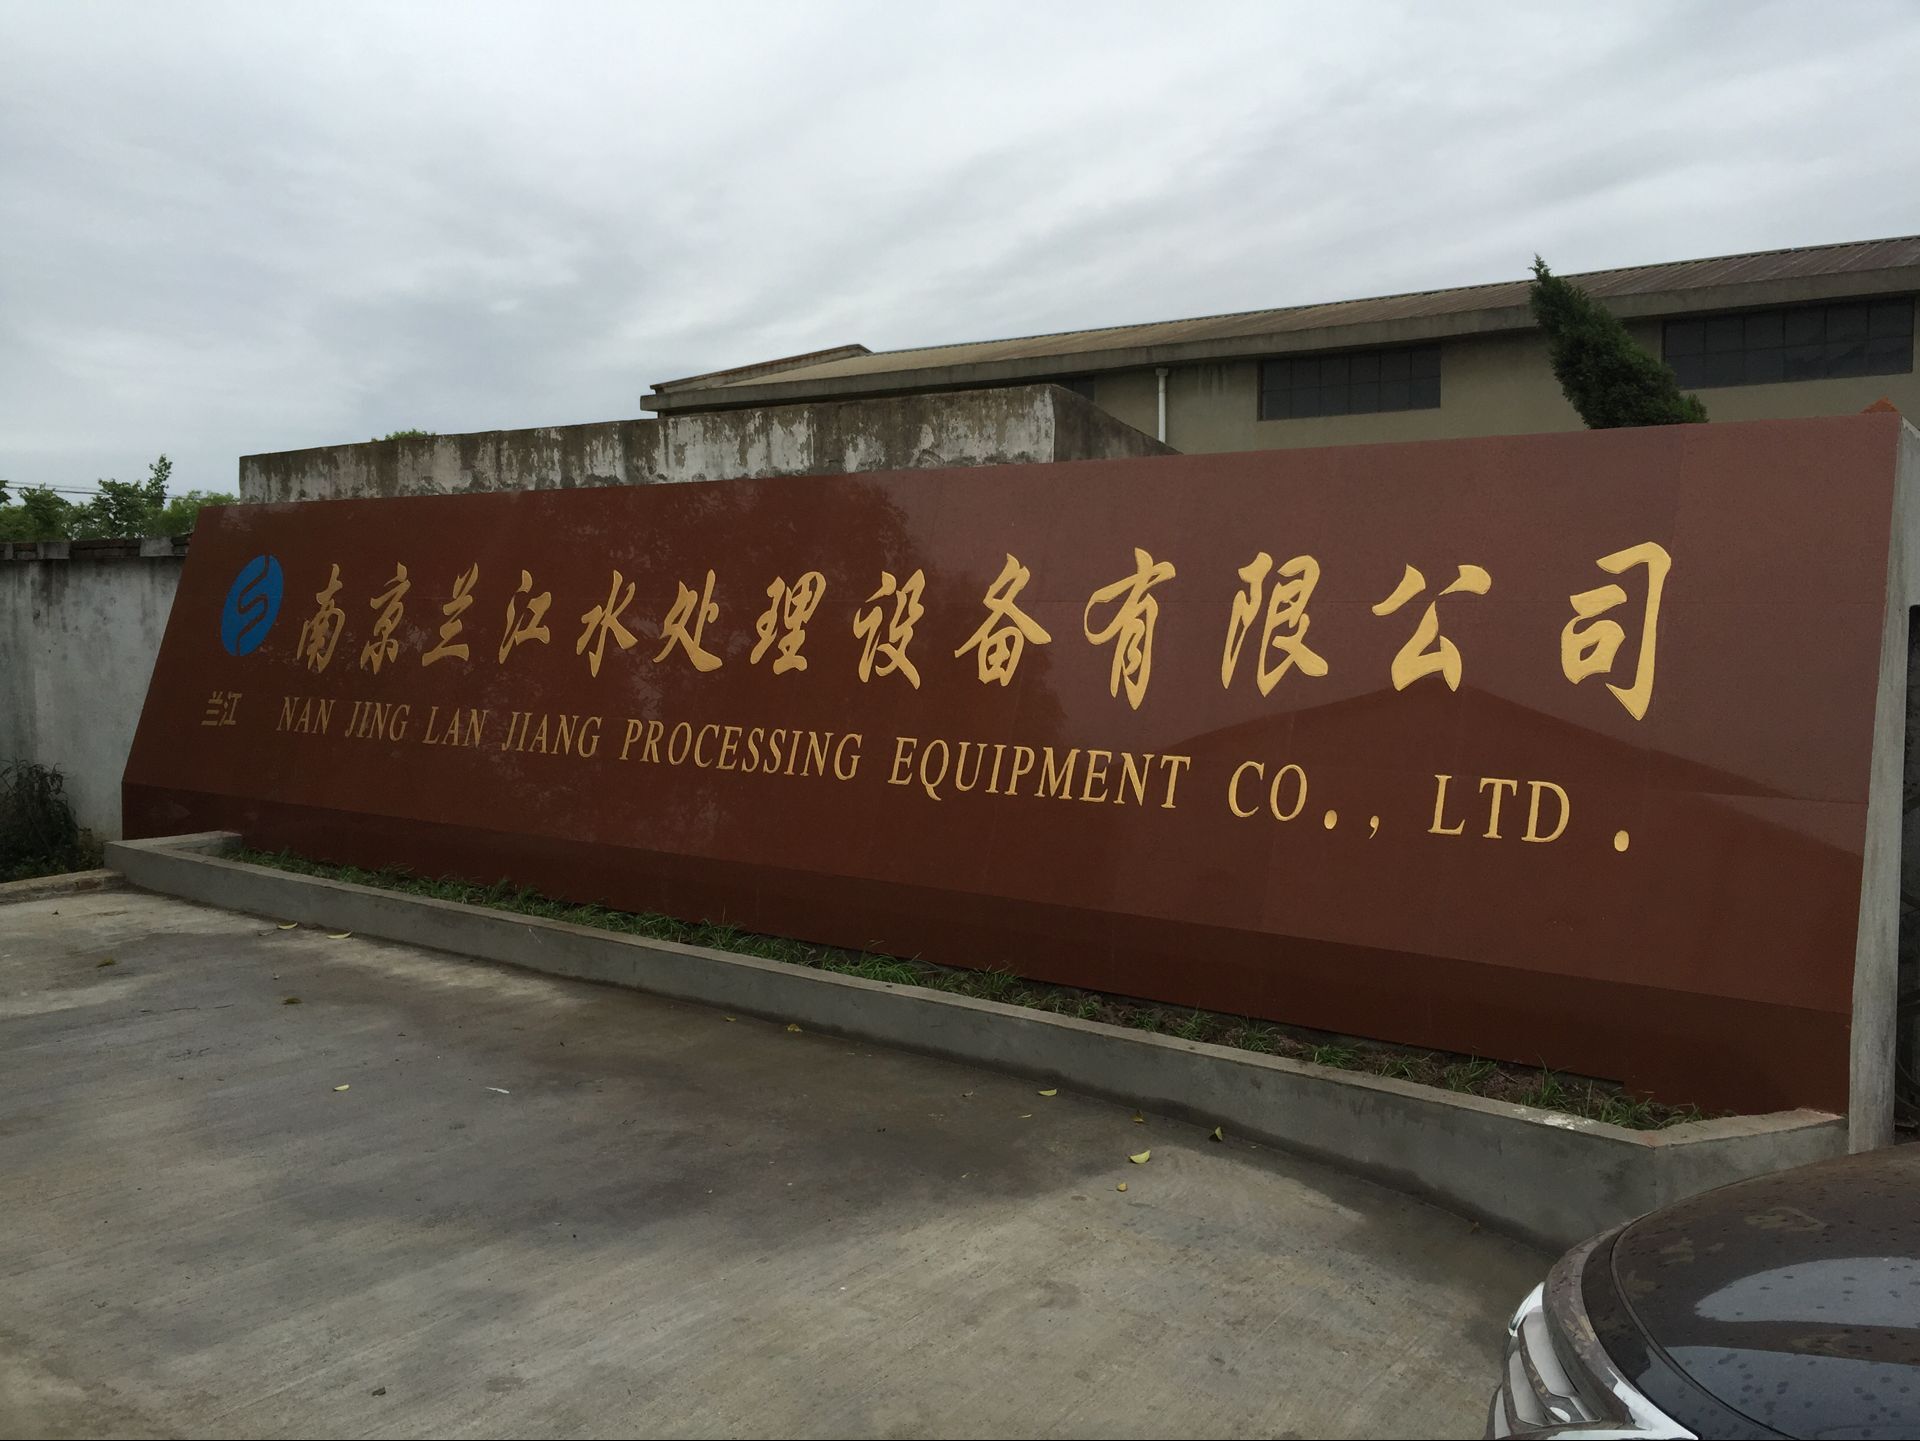 南京兰江水处理设备有限公司
兰江 NAN JING LAN JIANG PROCESSING EQUIPMENT CO., LTD.